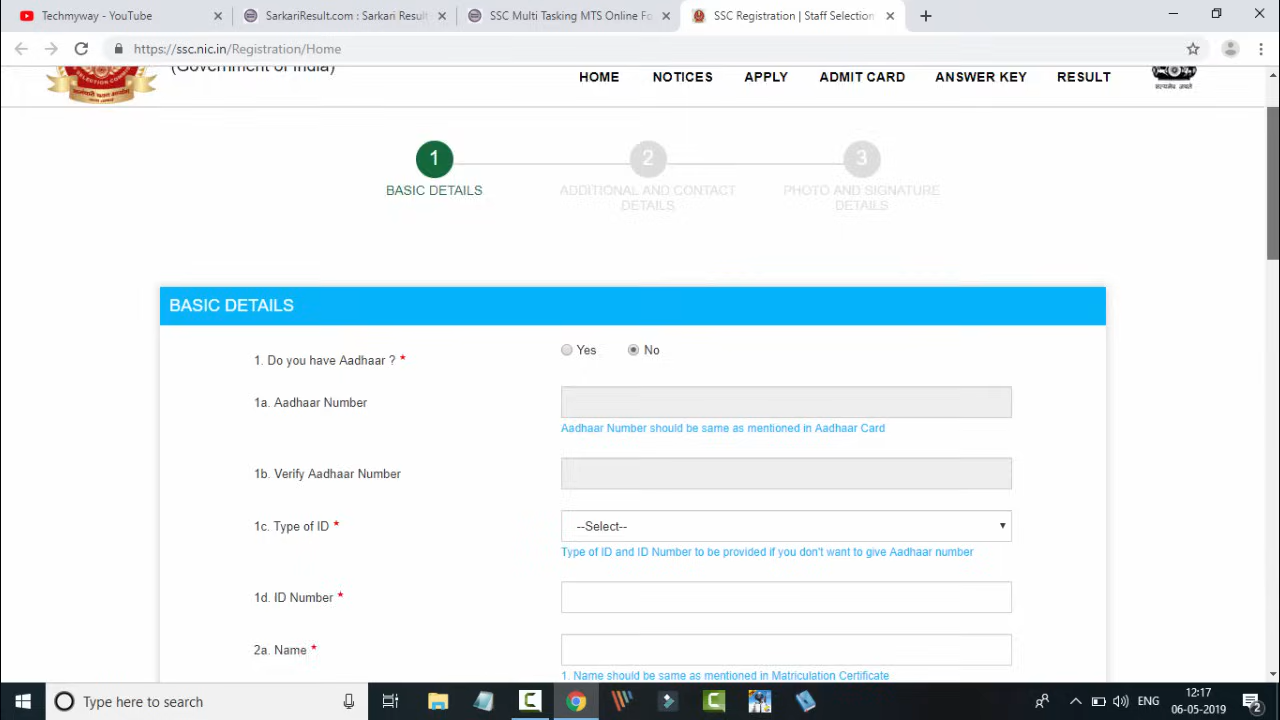 Techmyway - YouTube
SarkariResult.com : Sarkari Result
SSC Multi Tasking MTS Online Fo
SSC Registration | Staff Selection
https://ssc.nic.in/Registration/Home
(Government of India)
HOME NOTICES APPLY ADMIT CARD ANSWER KEY RESULT
सत्यमेव जयते
1 2 3
BASIC DETAILS
ADDITIONAL AND CONTACT
DETAILS
PHOTO AND SIGNATURE
DETAILS
BASIC DETAILS
1. Do you have Aadhaar ? * Yes No
1a. Aadhaar Number
Aadhaar Number should be same as mentioned in Aadhaar Card
1b. Verify Aadhaar Number
1c. Type of ID * --Select--
Type of ID and ID Number to be provided if you don't want to give Aadhaar number
1d. ID Number *
2a. Name *
1. Name should be same as mentioned in Matriculation Certificate
Type here to search
ENG
12:17
06-05-2019
2